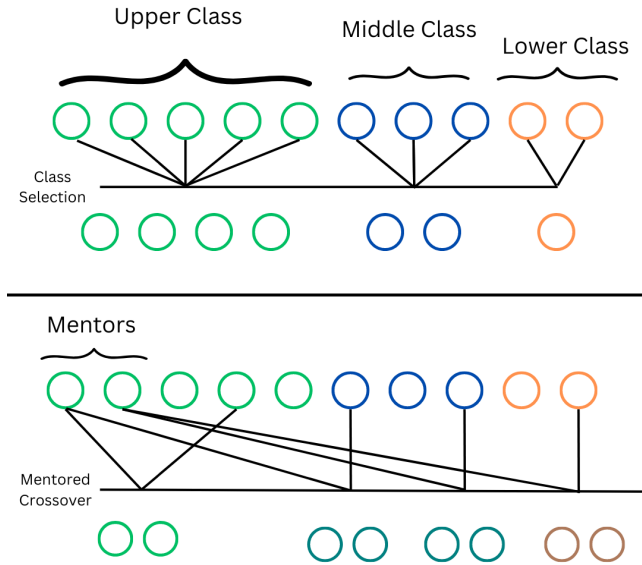 Upper Class
Middle Class
Lower Class
Class
Selection
Mentors
Mentored
Crossover